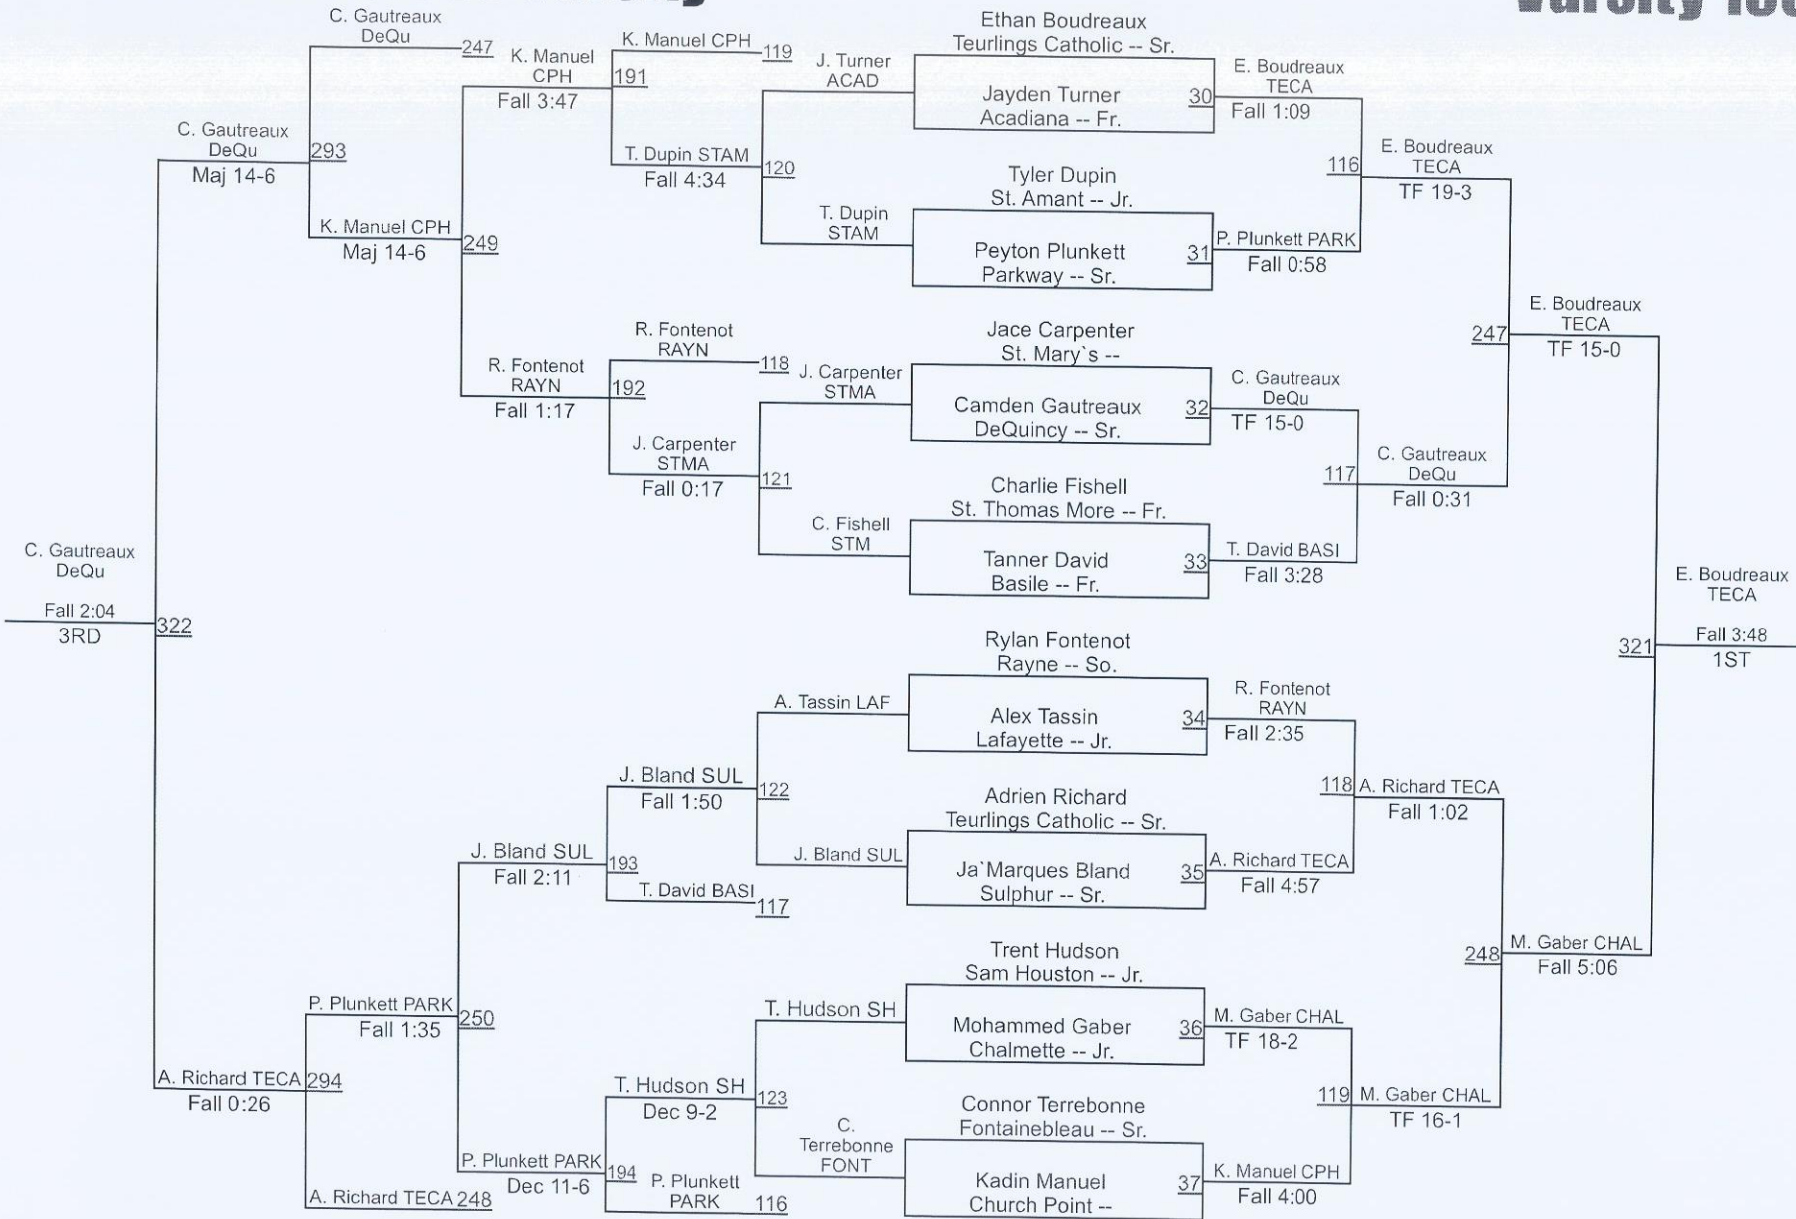 C. Gautreaux
DeQu
247
K. Manuel
CPH
Fall 3:47
K. Manuel CPH
119
191
J. Turner
ACAD
Ethan Boudreaux
Teurlings Catholic -- Sr.
Jayden Turner
Acadiana -- Fr.
30
E. Boudreaux
TECA
Fall 1:09
C. Gautreaux
DeQu
Maj 14-6
293
T. Dupin STAM
Fall 4:34
120
Tyler Dupin
St. Amant -- Jr.
116
E. Boudreaux
TECA
TF 19-3
K. Manuel CPH
Maj 14-6
249
T. Dupin
STAM
Peyton Plunkett
Parkway -- Sr.
31
P. Plunkett PARK
Fall 0:58
R. Fontenot
RAYN
118
Jace Carpenter
St. Mary`s --
247
E. Boudreaux
TECA
TF 15-0
R. Fontenot
RAYN
Fall 1:17
192
J. Carpenter
STMA
Camden Gautreaux
DeQuincy -- Sr.
32
C. Gautreaux
DeQu
TF 15-0
J. Carpenter
STMA
Fall 0:17
121
Charlie Fishell
St. Thomas More -- Fr.
117
C. Gautreaux
DeQu
Fall 0:31
C. Fishell
STM
Tanner David
Basile -- Fr.
33
T. David BASI
Fall 3:28
C. Gautreaux
DeQu
Fall 2:04
3RD
322
E. Boudreaux
TECA
Fall 3:48
1ST
321
Rylan Fontenot
Rayne -- So.
A. Tassin LAF
Alex Tassin
Lafayette -- Jr.
34
R. Fontenot
RAYN
Fall 2:35
J. Bland SUL
Fall 1:50
122
Adrien Richard
Teurlings Catholic -- Sr.
118
A. Richard TECA
Fall 1:02
J. Bland SUL
Fall 2:11
193
J. Bland SUL
Ja`Marques Bland
Sulphur -- Sr.
35
A. Richard TECA
Fall 4:57
T. David BASI
117
Trent Hudson
Sam Houston -- Jr.
248
M. Gaber CHAL
Fall 5:06
P. Plunkett PARK
Fall 1:35
250
T. Hudson SH
Mohammed Gaber
Chalmette -- Jr.
36
M. Gaber CHAL
TF 18-2
A. Richard TECA
Fall 0:26
294
T. Hudson SH
Dec 9-2
123
Connor Terrebonne
Fontainebleau -- Sr.
119
M. Gaber CHAL
TF 16-1
C.
Terrebonne
FONT
P. Plunkett PARK
Dec 11-6
194
P. Plunkett
PARK
116
Kadin Manuel
Church Point --
37
K. Manuel CPH
Fall 4:00
A. Richard TECA
248